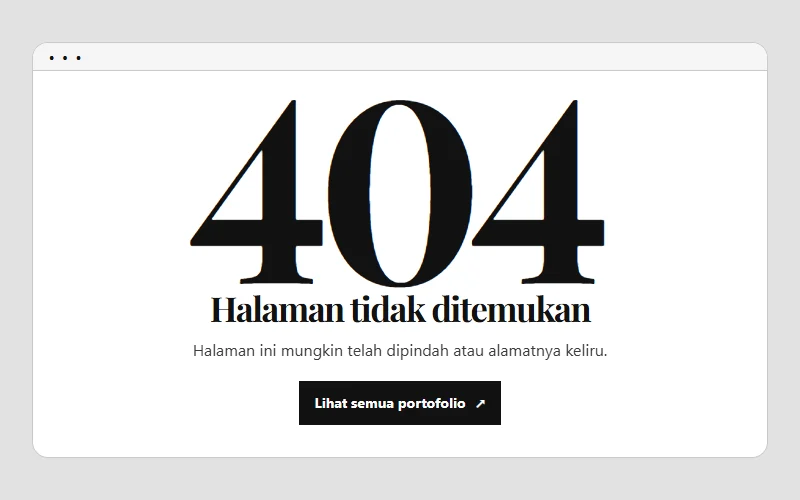 404
Halaman tidak ditemukan
Halaman ini mungkin telah dipindah atau alamatnya keliru.
Lihat semua portofolio ↗